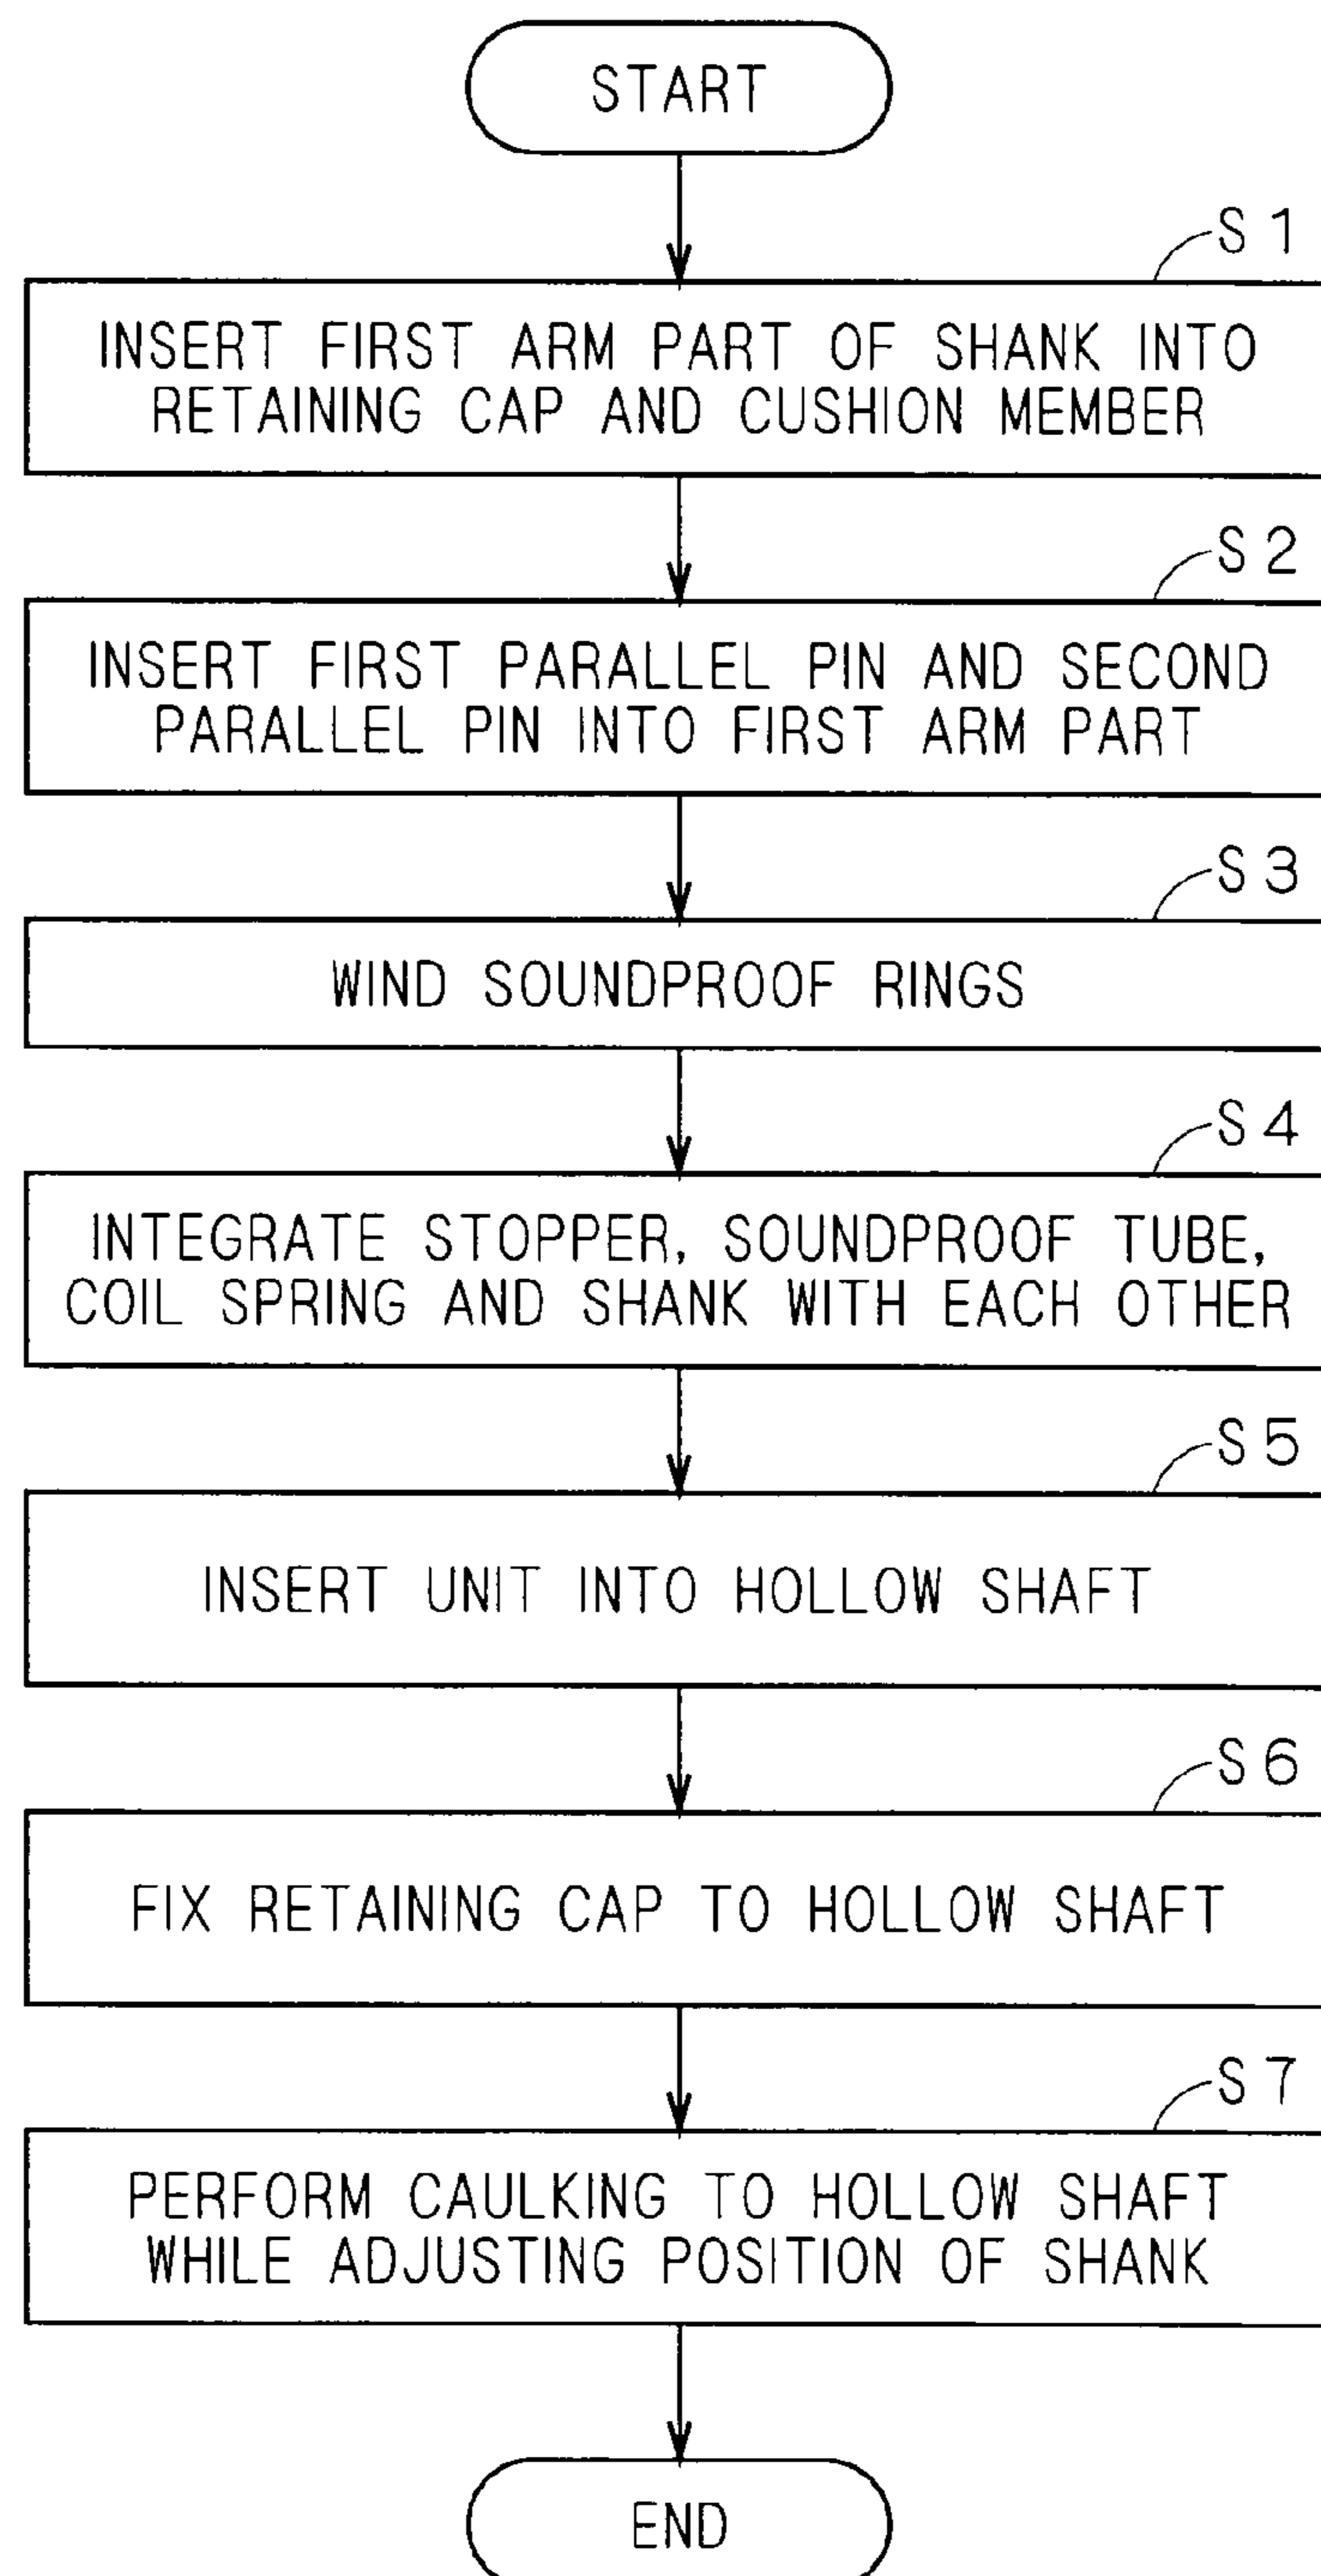 START
S1
INSERT FIRST ARM PART OF SHANK INTO
RETAINING CAP AND CUSHION MEMBER
S2
INSERT FIRST PARALLEL PIN AND SECOND
PARALLEL PIN INTO FIRST ARM PART
S3
WIND SOUNDPROOF RINGS
S4
INTEGRATE STOPPER, SOUNDPROOF TUBE,
COIL SPRING AND SHANK WITH EACH OTHER
S5
INSERT UNIT INTO HOLLOW SHAFT
S6
FIX RETAINING CAP TO HOLLOW SHAFT
S7
PERFORM CAULKING TO HOLLOW SHAFT
WHILE ADJUSTING POSITION OF SHANK
END